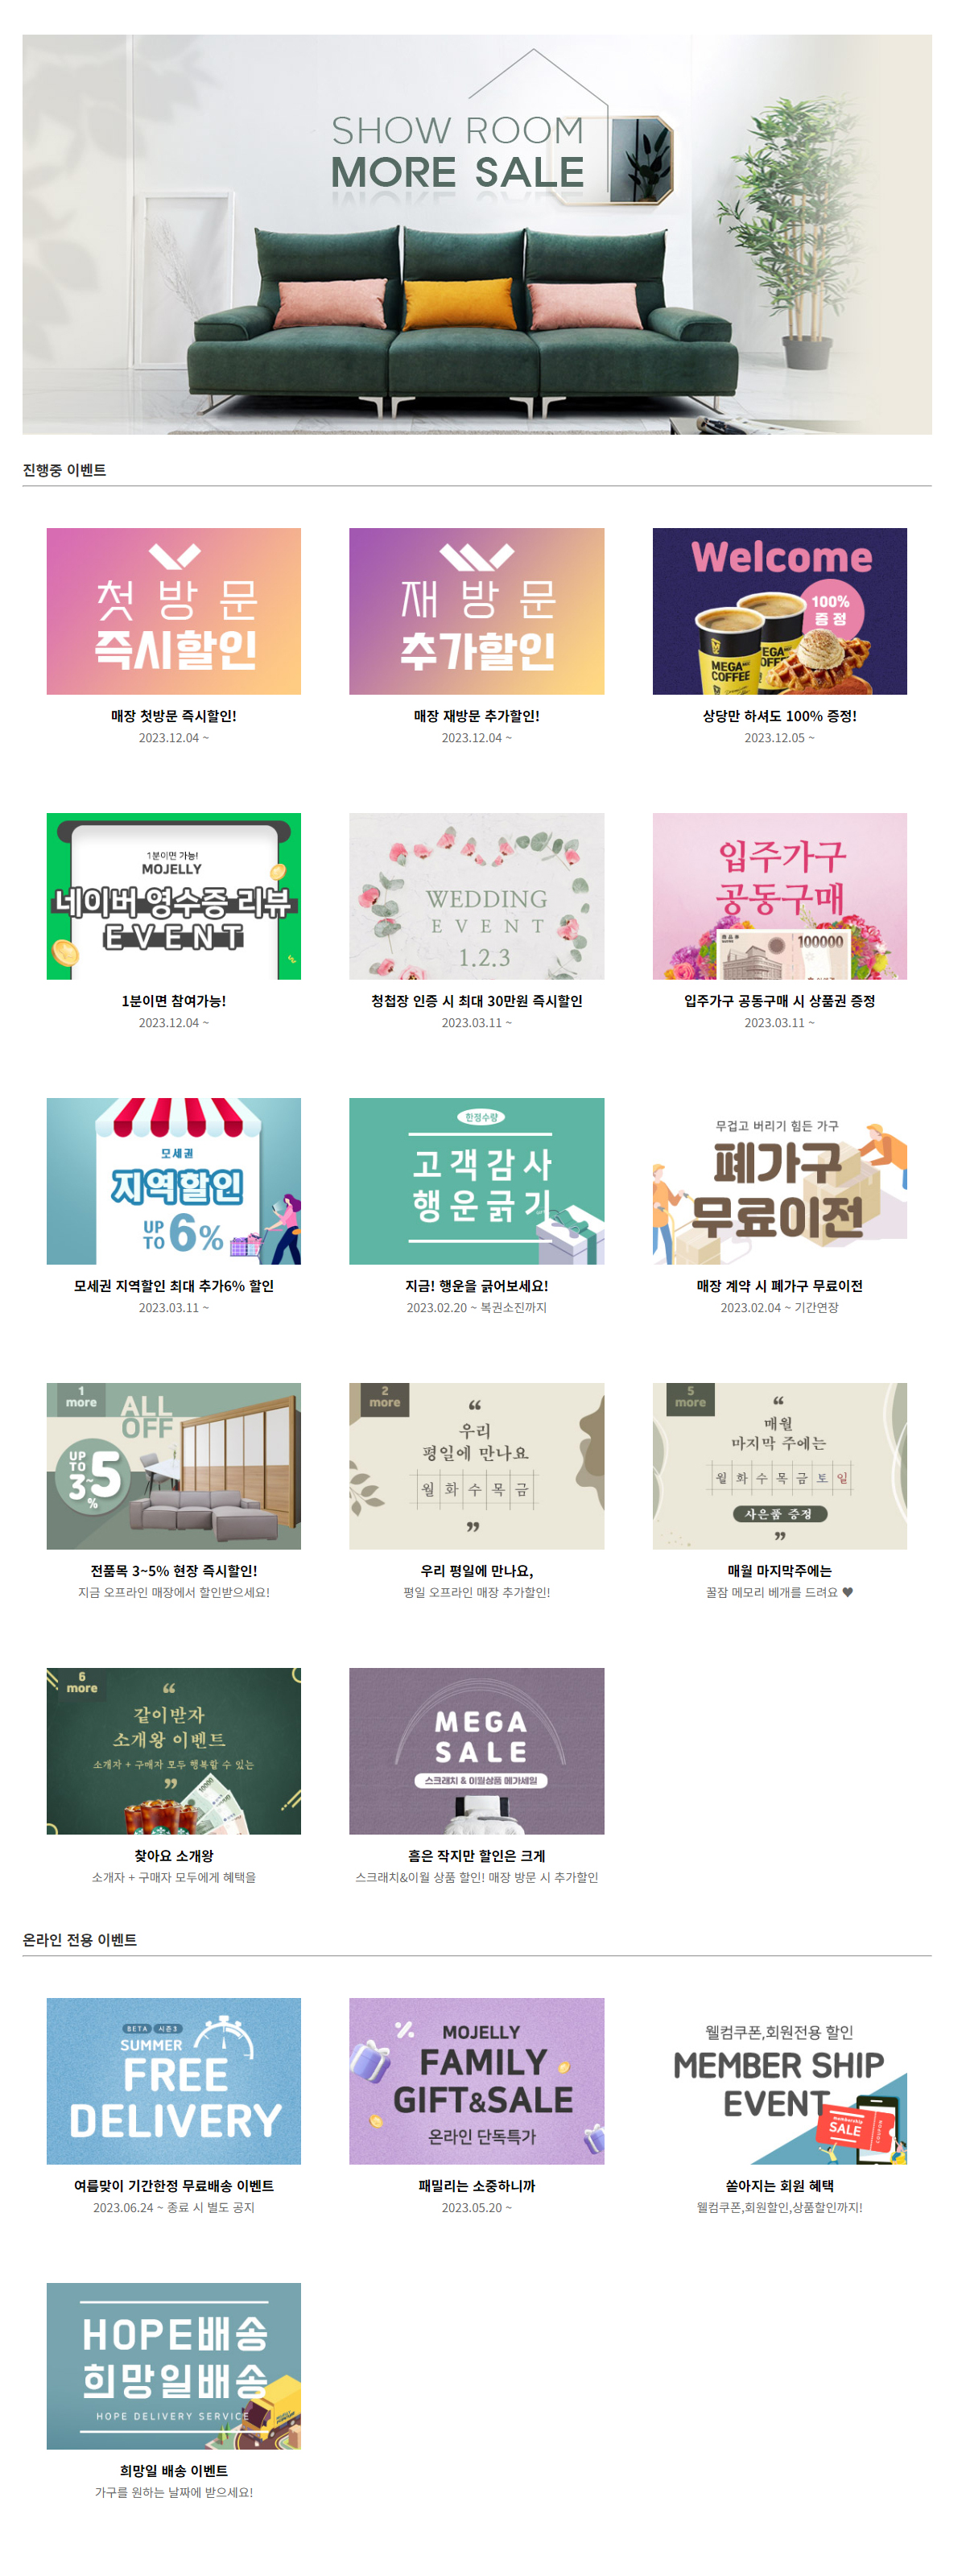 SHOW ROOM
MORE SALE
진행중 이벤트
첫 방 문
즉시할인
매장 첫방문 즉시할인!
2023.12.04 ~
재 방 문
추가할인
매장 재방문 추가할인!
2023.12.04 ~
Welcome
100%
증 정
MEGA
COFFEE
MEGA
COFFEE
상당만 하셔도 100% 증정!
2023.12.05 ~
1분이면 가능!
MOJELLY
네이버 영수증 리뷰
EVENT
1분이면 참여가능!
2023.12.04 ~
WEDDING
EVENT
1.2.3
청첩장 인증 시 최대 30만원 즉시할인
2023.03.11 ~
입주가구
공동구매
100000
입주가구 공동구매 시 상품권 증정
2023.03.11 ~
모세권
지역할인
UP TO 6%
모세권 지역할인 최대 추가6% 할인
2023.03.11 ~
한정수량
고객감사
행운긁기
지금! 행운을 긁어보세요!
2023.02.20 ~ 복권소진까지
무겁고 버리기 힘든 가구
폐가구
무료이전
매장 계약 시 폐가구 무료이전
2023.02.04 ~ 기간연장
1
more
ALL
OFF
UP TO
3~5
%
전품목 3~5% 현장 즉시할인!
지금 오프라인 매장에서 할인받으세요!
2
more
“
우리
평일에 만나요
월 화 수 목 금
”
우리 평일에 만나요,
평일 오프라인 매장 추가할인!
5
more
“
매월
마지막 주에는
월 화 수 목 금 토 일
사은품 증정
”
매월 마지막주에는
꿀잠 메모리 베개를 드려요 ♥
6
more
“
같이받자
소개왕 이벤트
소개자 + 구매자 모두 행복할 수 있는
”
10000
찾아요 소개왕
소개자 + 구매자 모두에게 혜택을
MEGA
SALE
스크래치 & 이월상품 메가세일
흠은 작지만 할인은 크게
스크래치&이월 상품 할인! 매장 방문 시 추가할인
온라인 전용 이벤트
BETA 시즌3
SUMMER
FREE
DELIVERY
여름맞이 기간한정 무료배송 이벤트
2023.06.24 ~ 종료 시 별도 공지
MOJELLY
FAMILY
GIFT&SALE
온라인 단독특가
패밀리는 소중하니까
2023.05.20 ~
웰컴쿠폰,회원전용 할인
MEMBER SHIP
EVENT
Membership
SALE
쏟아지는 회원 혜택
웰컴쿠폰,회원할인,상품할인까지!
HOPE배송
희망일배송
HOPE DELIVERY SERVICE
희망일 배송 이벤트
가구를 원하는 날짜에 받으세요!